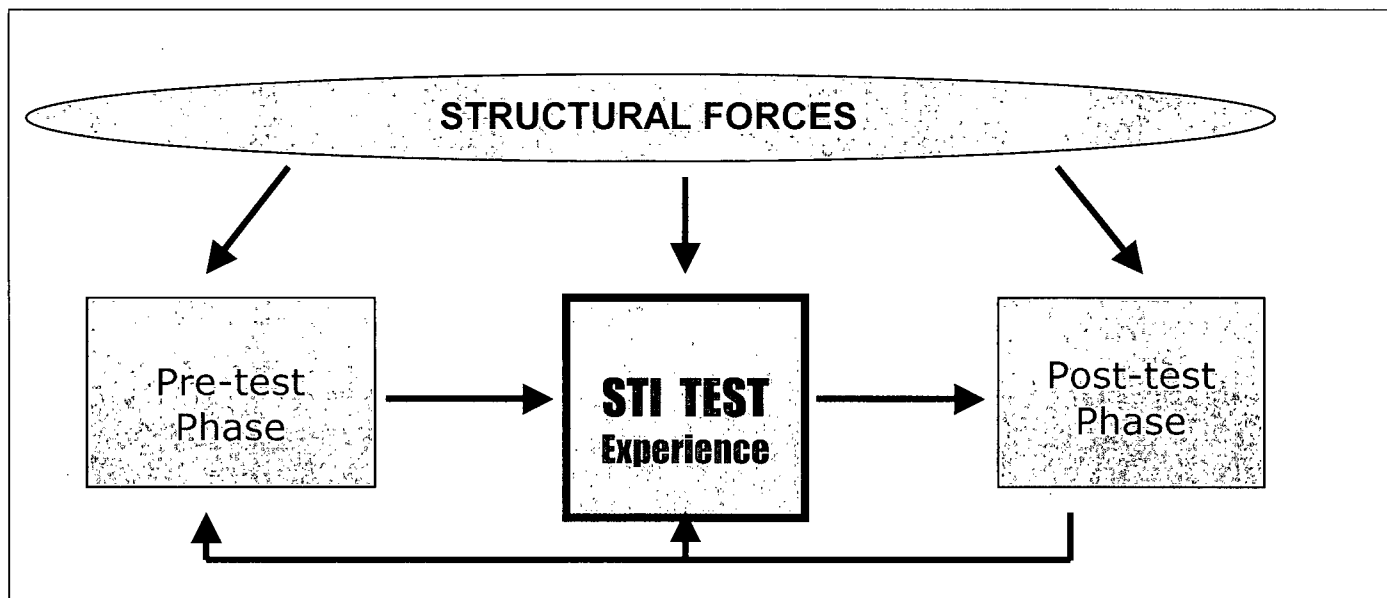 STRUCTURAL FORCES
Pre-test
Phase
STI TEST
Experience
Post-test
Phase